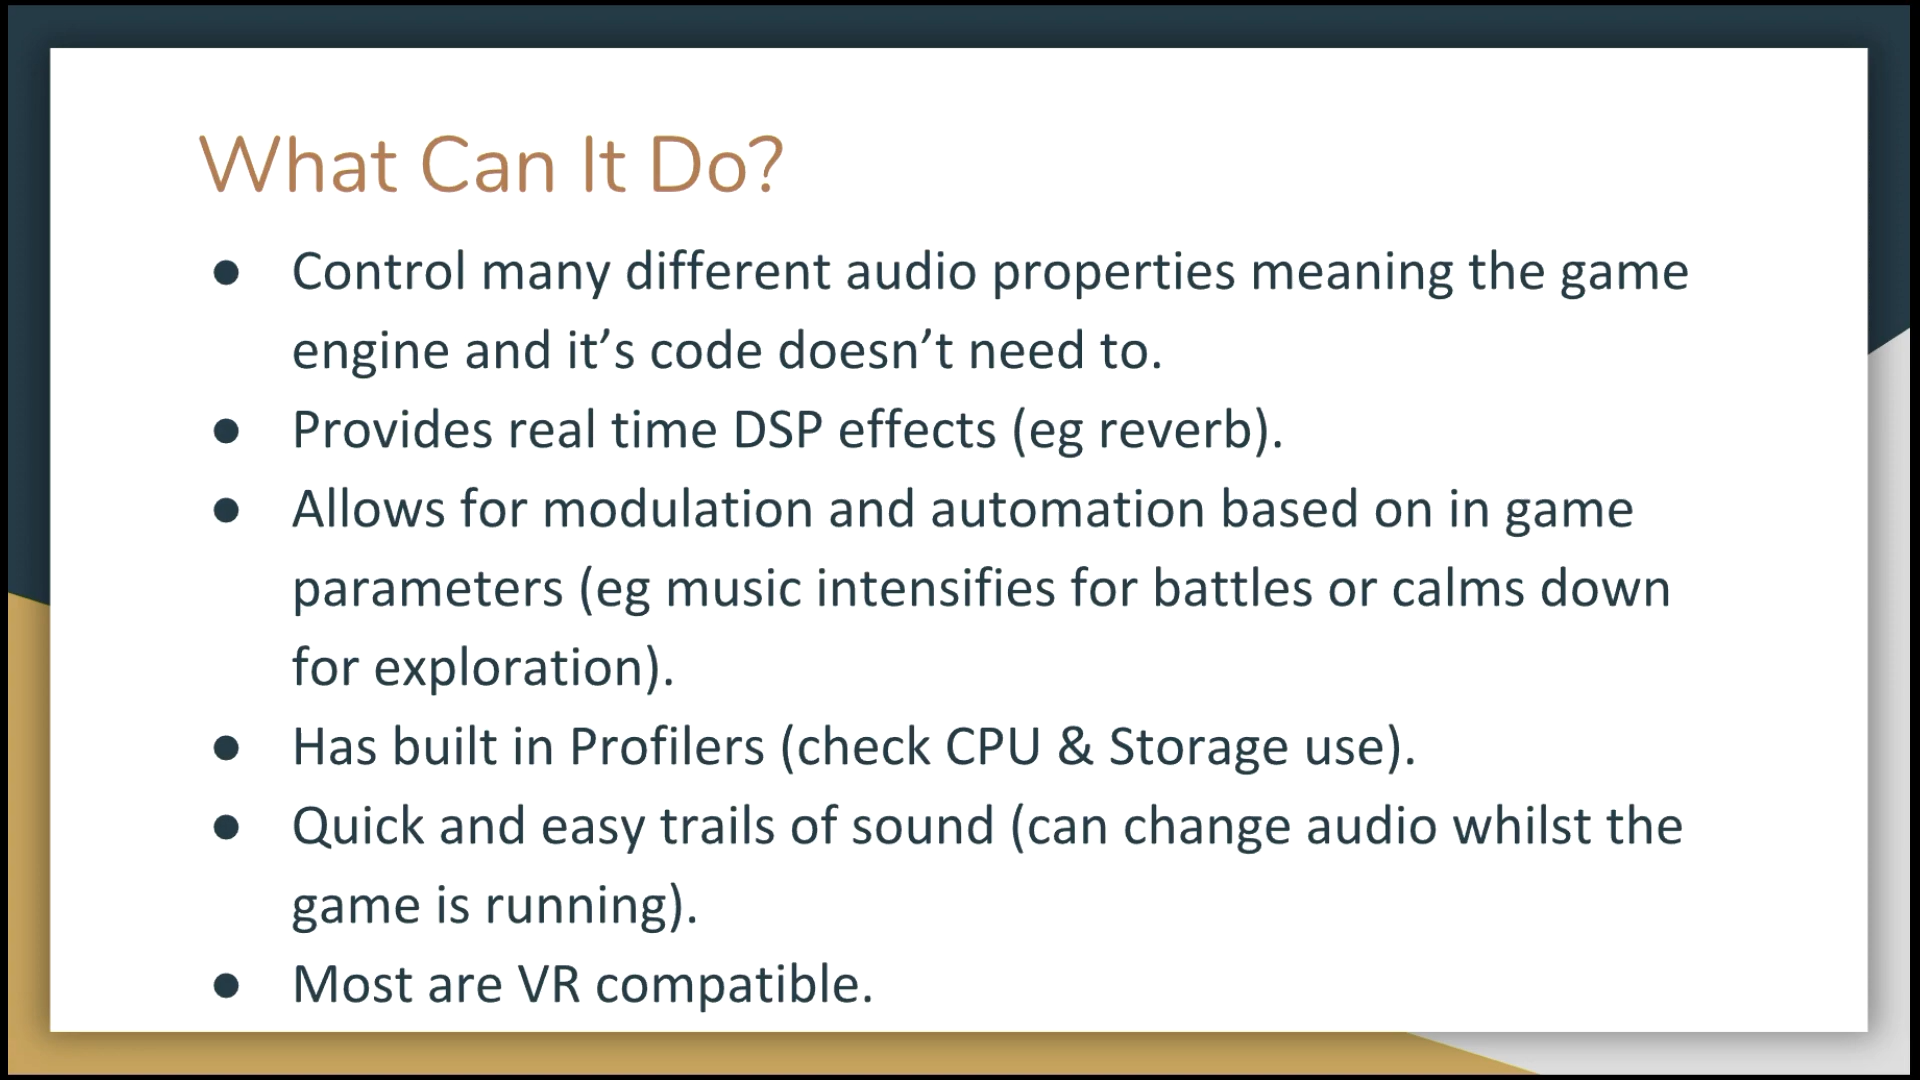 What Can It Do?
● Control many different audio properties meaning the game
engine and it’s code doesn’t need to.
● Provides real time DSP effects (eg reverb).
● Allows for modulation and automation based on in game
parameters (eg music intensifies for battles or calms down
for exploration).
● Has built in Profilers (check CPU & Storage use).
● Quick and easy trails of sound (can change audio whilst the
game is running).
● Most are VR compatible.